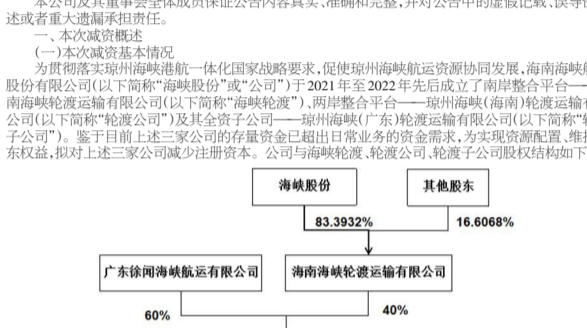 本公司及其董事会全体成员保证公告内容真实、准确和完整，并对公告中的虚假记载、误导
述或者重大遗漏承担责任。
一、本次减资概述
(一)本次减资基本情况
为贯彻落实琼州海峡港航一体化国家战略要求，促使琼州海峡航运资源协同发展，海南海峡
股份有限公司(以下简称“海峡股份”或“公司”)于2021年至2022年先后成立了南岸整合平台——
南海峡轮渡运输有限公司(以下简称“海峡轮渡”)、两岸整合平台——琼州海峡(海南)轮渡运输
公司(以下简称“轮渡公司”)及其全资子公司——琼州海峡(广东)轮渡运输有限公司(以下简称“轮
子公司”)。鉴于目前上述三家公司的存量资金已超出日常业务的资金需求，为实现资源配置、维
东权益，拟对上述三家公司减少注册资本。公司与海峡轮渡、轮渡公司、轮渡子公司股权结构如下
海峡股份
其他股东
83.3932%
16.6068%
广东徐闻海峡航运有限公司
海南海峡轮渡运输有限公司
60%
40%